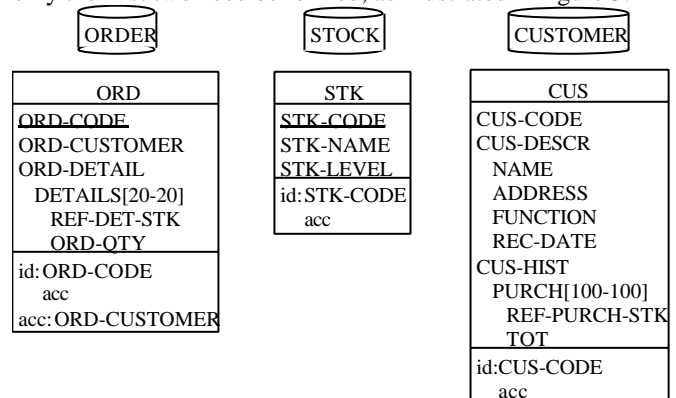 ORDER
STOCK
CUSTOMER
ORD
ORD-CODE
ORD-CUSTOMER
ORD-DETAIL
DETAILS[20-20]
REF-DET-STK
ORD-QTY
id:ORD-CODE
acc
acc:ORD-CUSTOMER
STK
STK-CODE
STK-NAME
STK-LEVEL
id:STK-CODE
acc
CUS
CUS-CODE
CUS-DESCR
NAME
ADDRESS
FUNCTION
REC-DATE
CUS-HIST
PURCH[100-100]
REF-PURCH-STK
TOT
id:CUS-CODE
acc